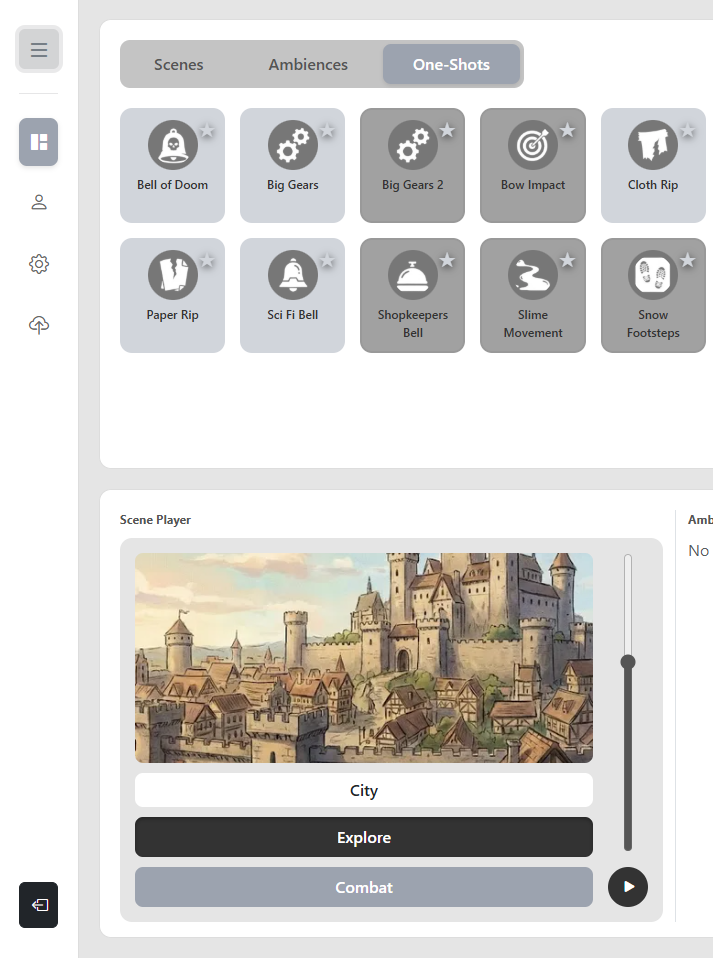 Scenes
Ambiences
One-Shots
Bell of Doom
Big Gears
Big Gears 2
Bow Impact
Cloth Rip
Paper Rip
Sci Fi Bell
Shopkeepers
Bell
Slime
Movement
Snow
Footsteps
Scene Player
City
Explore
Combat
Amb
No